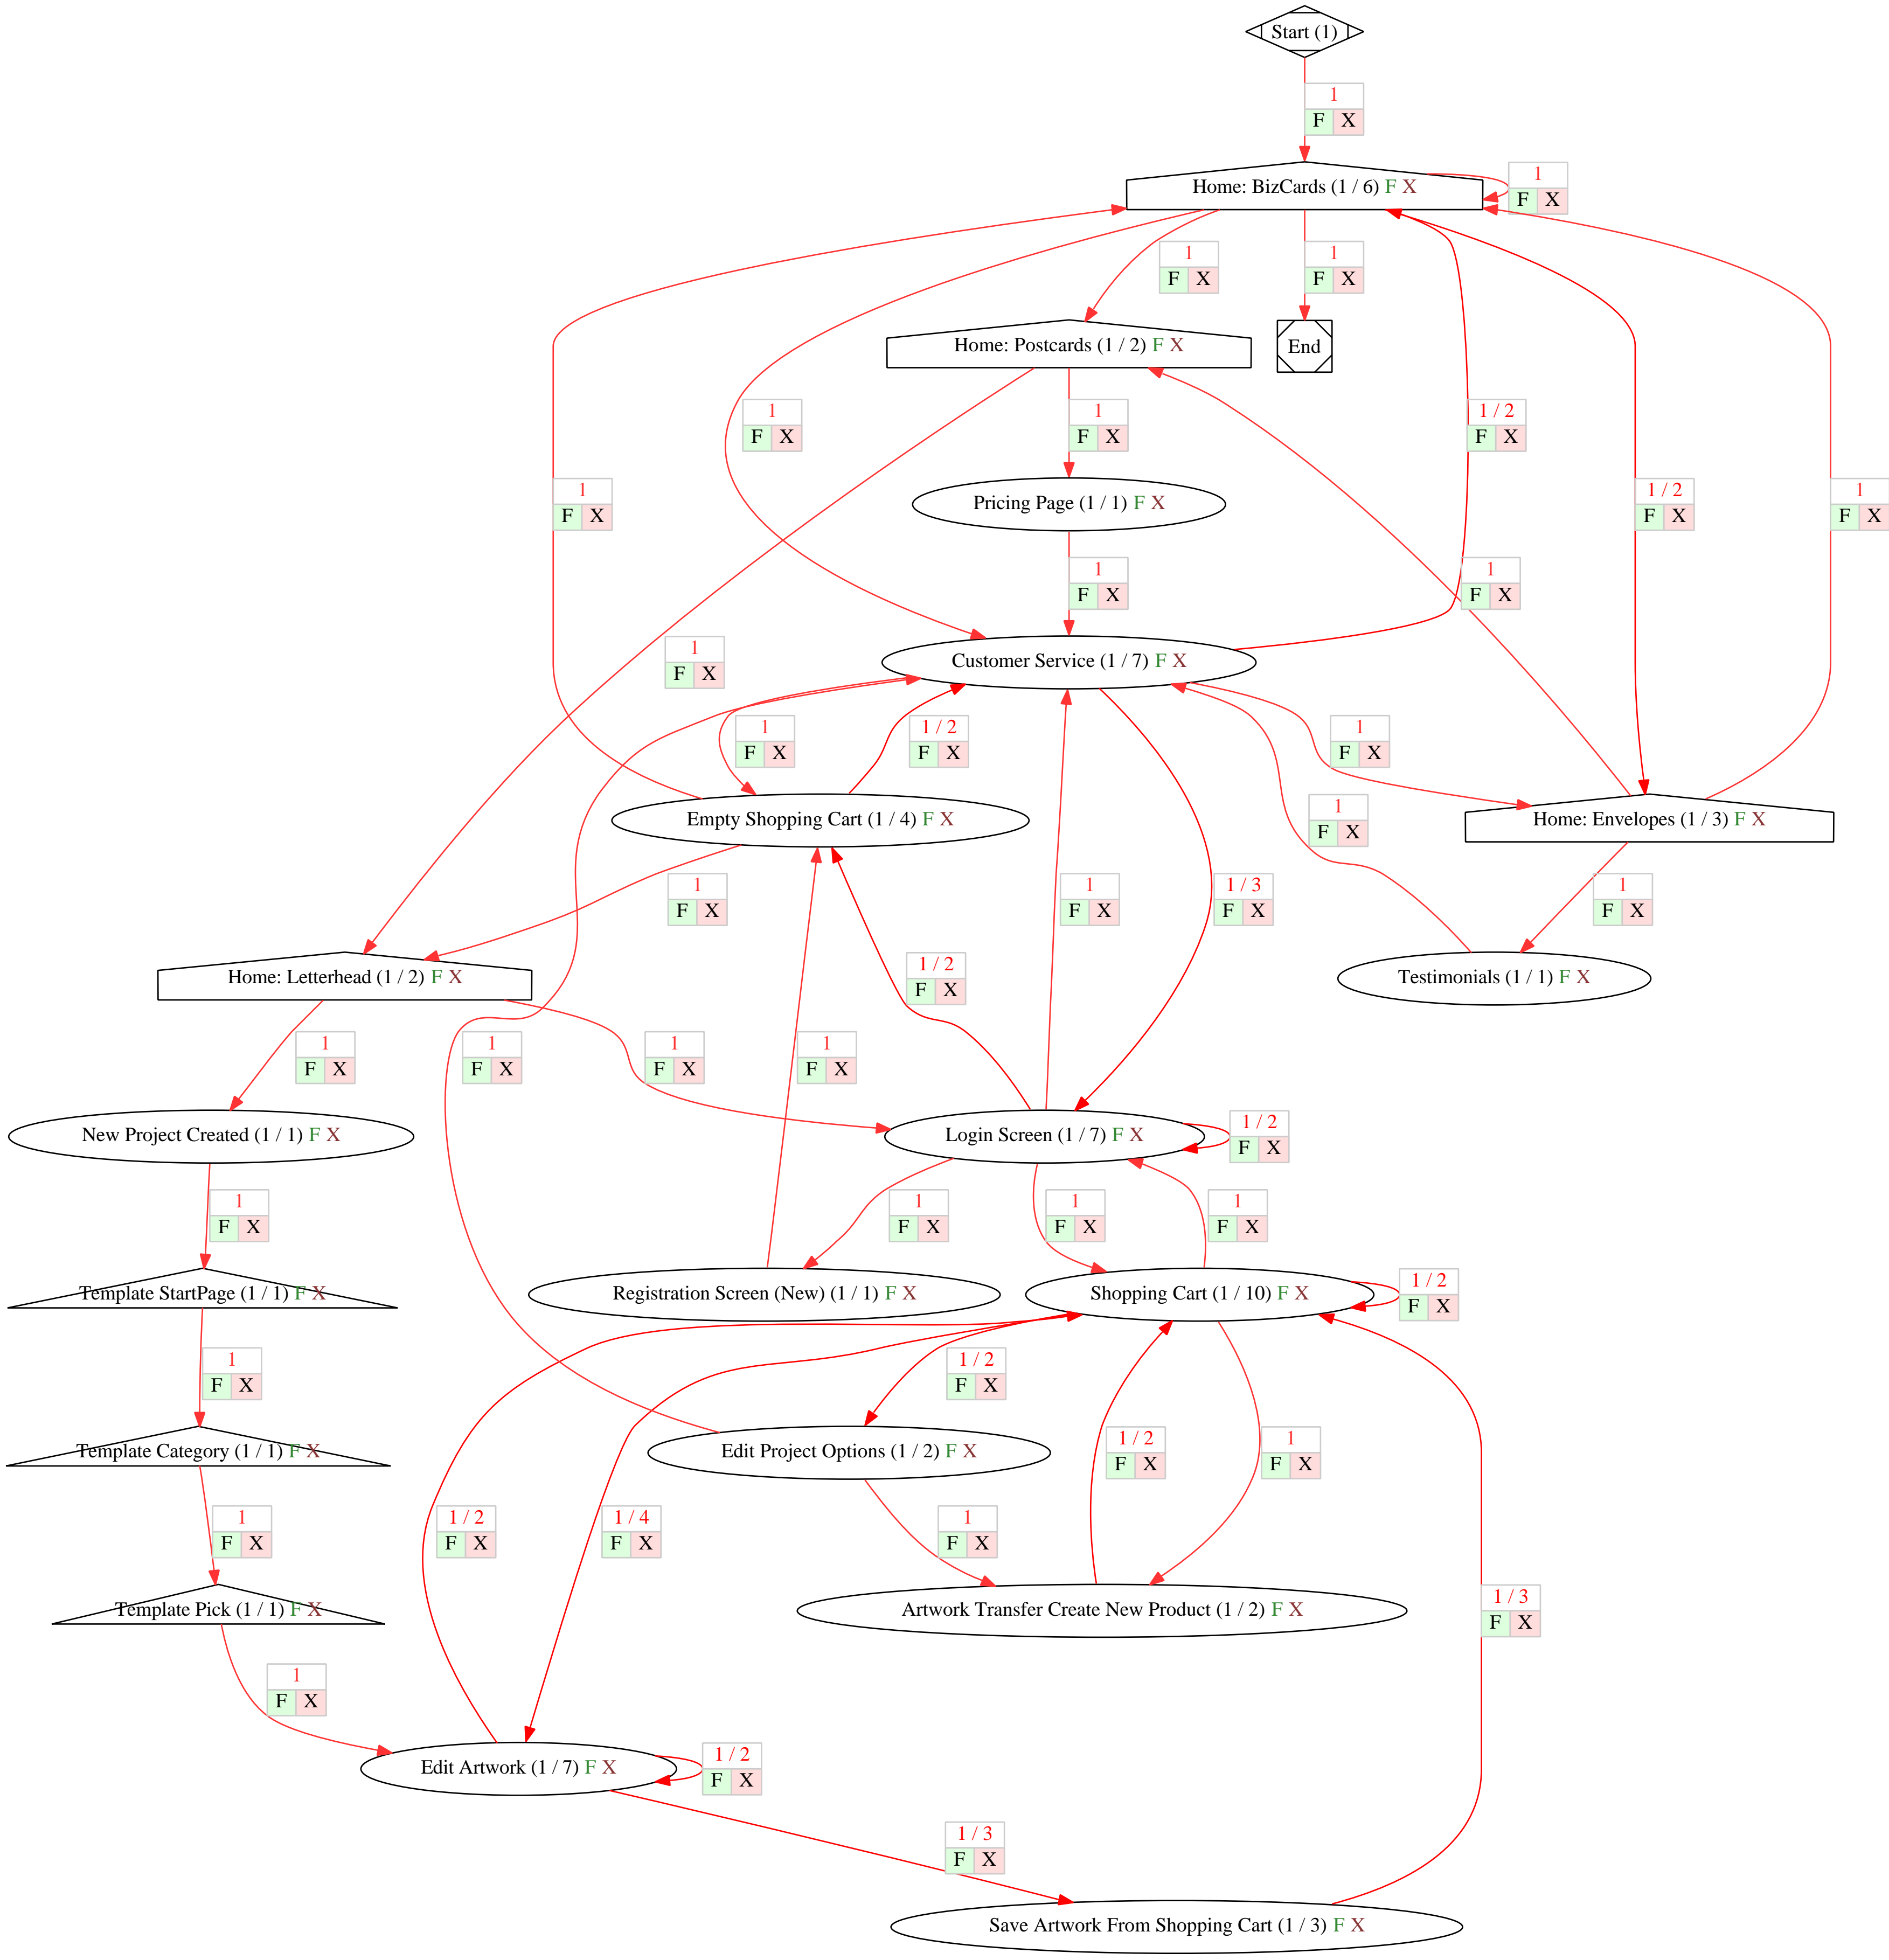 Start (1)
1
F X
Home: BizCards (1 / 6) F X
1
F X
1
F X
1
F X
Home: Postcards (1 / 2) F X
End
1
F X
1
F X
1 / 2
F X
1
F X
1 / 2
F X
1
F X
Pricing Page (1 / 1) F X
1
F X
1
F X
1
F X
Customer Service (1 / 7) F X
1
F X
1 / 2
F X
1
F X
Empty Shopping Cart (1 / 4) F X
1
F X
Home: Envelopes (1 / 3) F X
1
F X
1
F X
1 / 3
F X
1
F X
Home: Letterhead (1 / 2) F X
1 / 2
F X
Testimonials (1 / 1) F X
1
F X
1
F X
1
F X
1
F X
New Project Created (1 / 1) F X
Login Screen (1 / 7) F X
1 / 2
F X
1
F X
1
F X
1
F X
1
F X
Template StartPage (1 / 1) F X
Registration Screen (New) (1 / 1) F X
Shopping Cart (1 / 10) F X
1 / 2
F X
1
F X
1 / 2
F X
Template Category (1 / 1) F X
Edit Project Options (1 / 2) F X
1 / 2
F X
1
F X
1
F X
1 / 2
F X
1 / 4
F X
1
F X
Template Pick (1 / 1) F X
Artwork Transfer Create New Product (1 / 2) F X
1 / 3
F X
1
F X
Edit Artwork (1 / 7) F X
1 / 2
F X
1 / 3
F X
Save Artwork From Shopping Cart (1 / 3) F X